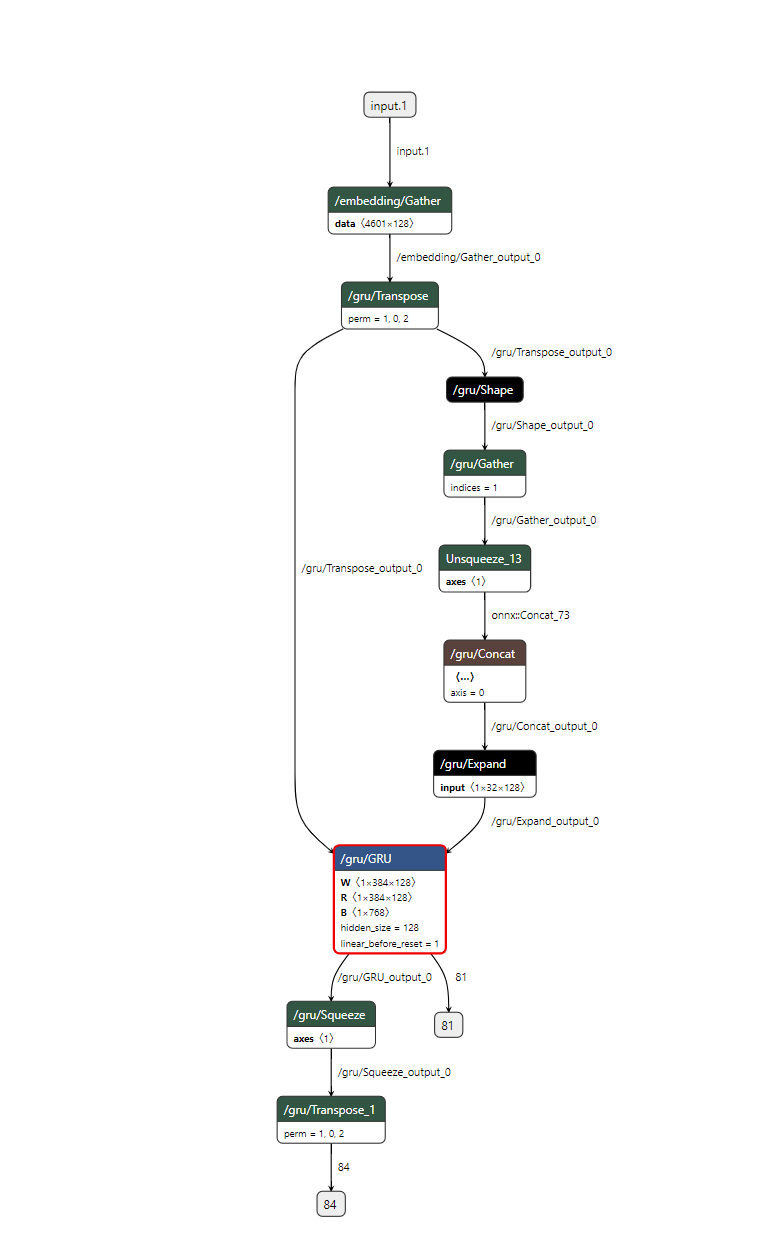 input.1
input.1
/embedding/Gather
data 〈4601×128〉
/embedding/Gather_output_0
/gru/Transpose
perm = 1, 0, 2
/gru/Transpose_output_0
/gru/Shape
/gru/Shape_output_0
/gru/Gather
indices = 1
/gru/Gather_output_0
Unsqueeze_13
axes 〈1〉
/gru/Transpose_output_0
onnx::Concat_73
/gru/Concat
〈...〉
axis = 0
/gru/Concat_output_0
/gru/Expand
input 〈1×32×128〉
/gru/Expand_output_0
/gru/GRU
W 〈1×384×128〉
R 〈1×384×128〉
B 〈1×768〉
hidden_size = 128
linear_before_reset = 1
/gru/GRU_output_0
81
/gru/Squeeze
81
axes 〈1〉
/gru/Squeeze_output_0
/gru/Transpose_1
perm = 1, 0, 2
84
84